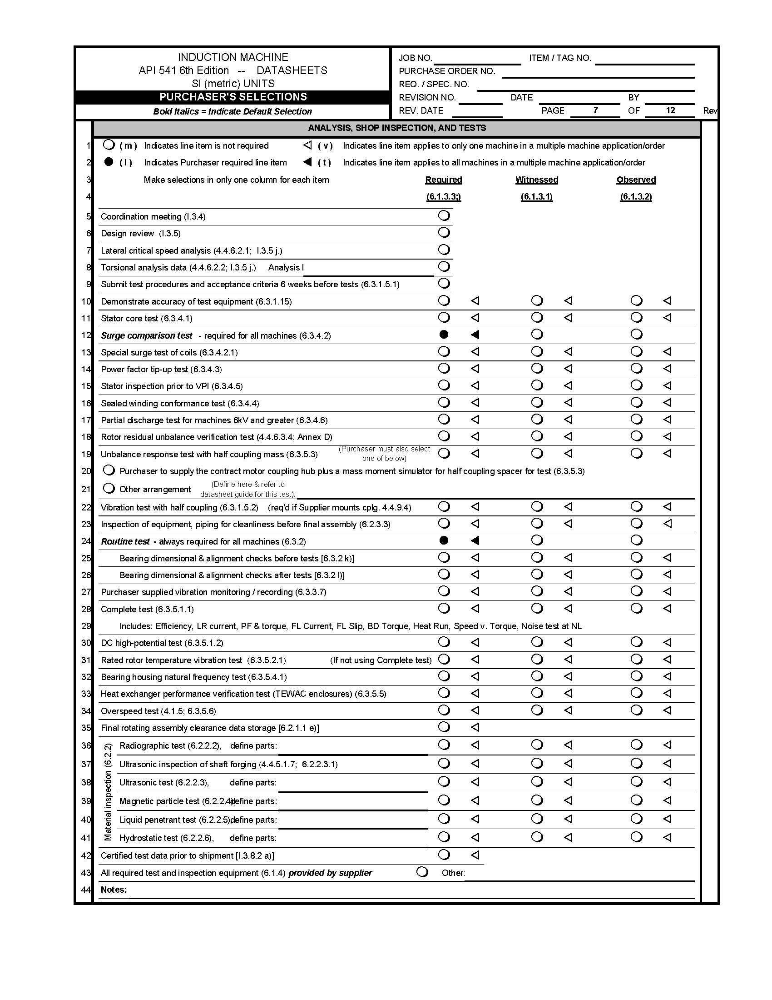 INDUCTION MACHINE
API 541 6th Edition -- DATASHEETS
SI (metric) UNITS
PURCHASER'S SELECTIONS
Bold Italics = Indicate Default Selection
JOB NO. ITEM / TAG NO.
PURCHASE ORDER NO.
REQ. / SPEC. NO.
REVISION NO. DATE BY
REV. DATE PAGE 7 OF 12 Rev
ANALYSIS, SHOP INSPECTION, AND TESTS
1 ( m ) Indicates line item is not required ( v ) Indicates line item applies to only one machine in a multiple machine application/order
2 ( l ) Indicates Purchaser required line item ( t ) Indicates line item applies to all machines in a multiple machine application/order
3 Make selections in only one column for each item Required Witnessed Observed
4 (6.1.3.3;) (6.1.3.1) (6.1.3.2)
5 Coordination meeting (I.3.4)
6 Design review (I.3.5)
7 Lateral critical speed analysis (4.4.6.2.1; I.3.5 j.)
8 Torsional analysis data (4.4.6.2.2; I.3.5 j.) Analysis l
9 Submit test procedures and acceptance criteria 6 weeks before tests (6.3.1.5.1)
10 Demonstrate accuracy of test equipment (6.3.1.15)
11 Stator core test (6.3.4.1)
12 Surge comparison test - required for all machines (6.3.4.2)
13 Special surge test of coils (6.3.4.2.1)
14 Power factor tip-up test (6.3.4.3)
15 Stator inspection prior to VPI (6.3.4.5)
16 Sealed winding conformance test (6.3.4.4)
17 Partial discharge test for machines 6kV and greater (6.3.4.6)
18 Rotor residual unbalance verification test (4.4.6.3.4; Annex D)
19 Unbalance response test with half coupling mass (6.3.5.3) (Purchaser must also select
one of below)
20 Purchaser to supply the contract motor coupling hub plus a mass moment simulator for half coupling spacer for test (6.3.5.3)
21 Other arrangement (Define here & refer to
datasheet guide for this test):
22 Vibration test with half coupling (6.3.1.5.2) (req'd if Supplier mounts cplg. 4.4.9.4)
23 Inspection of equipment, piping for cleanliness before final assembly (6.2.3.3)
24 Routine test - always required for all machines (6.3.2)
25 Bearing dimensional & alignment checks before tests [6.3.2 k)]
26 Bearing dimensional & alignment checks after tests [6.3.2 l)]
27 Purchaser supplied vibration monitoring / recording (6.3.3.7)
28 Complete test (6.3.5.1.1)
29 Includes: Efficiency, LR current, PF & torque, FL Current, FL Slip, BD Torque, Heat Run, Speed v. Torque, Noise test at NL
30 DC high-potential test (6.3.5.1.2)
31 Rated rotor temperature vibration test (6.3.5.2.1) (If not using Complete test)
32 Bearing housing natural frequency test (6.3.5.4.1)
33 Heat exchanger performance verification test (TEWAC enclosures) (6.3.5.5)
34 Overspeed test (4.1.5; 6.3.5.6)
35 Final rotating assembly clearance data storage [6.2.1.1 e)]
Material inspection (6.2.2)
36 Radiographic test (6.2.2.2), define parts:
37 Ultrasonic inspection of shaft forging (4.4.5.1.7; 6.2.2.3.1)
38 Ultrasonic test (6.2.2.3), define parts:
39 Magnetic particle test (6.2.2.4), define parts:
40 Liquid penetrant test (6.2.2.5), define parts:
41 Hydrostatic test (6.2.2.6), define parts:
42 Certified test data prior to shipment [I.3.8.2 a)]
43 All required test and inspection equipment (6.1.4) provided by supplier Other:
44 Notes: